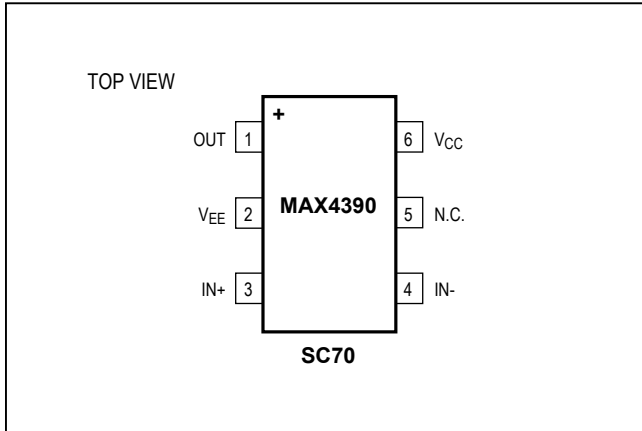 TOP VIEW
+
OUT 1 6 VCC
VEE 2 MAX4390 5 N.C.
IN+ 3 4 IN-
SC70